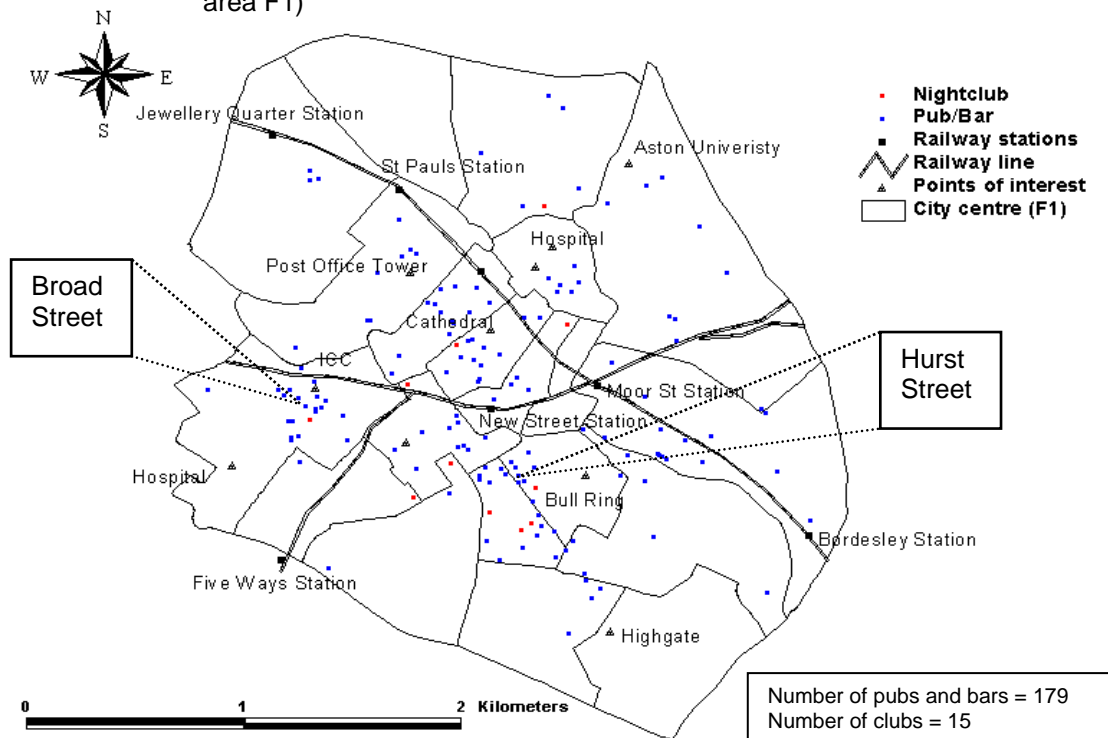 area F1)
N
W E
S
Jewellery Quarter Station
St Pauls Station
Aston Univeristy
Nightclub
Pub/Bar
Railway stations
Railway line
Points of interest
City centre (F1)
Hospital
Post Office Tower
Broad
Street
Cathedral
ICC
Hurst
Street
Moor St Station
New Street Station
Hospital
Bull Ring
Bordesley Station
Five Ways Station
Highgate
0 1 2 Kilometers
Number of pubs and bars = 179
Number of clubs = 15